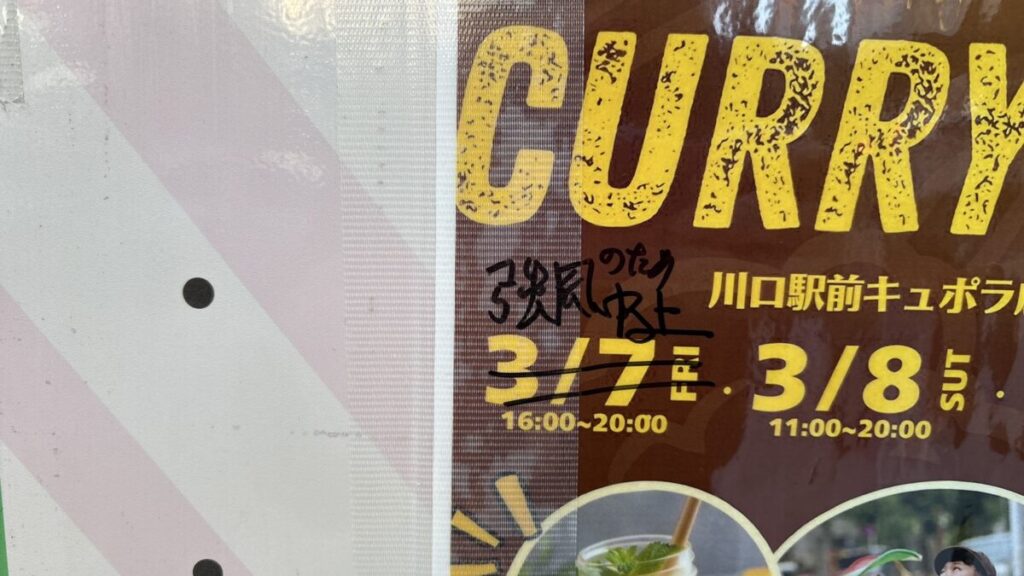 CURRY
強風のため
中止
川口駅前キュポラ
3/7 FRI · 3/8 SUT ·
16:00~20:00 11:00~20:00